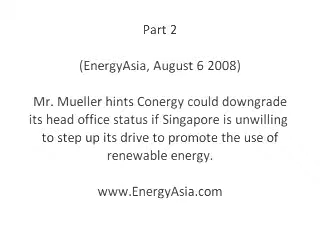 Part 2
(EnergyAsia, August 6 2008)
Mr. Mueller hints Conergy could downgrade
its head office status if Singapore is unwilling
to step up its drive to promote the use of
renewable energy.
www.EnergyAsia.com